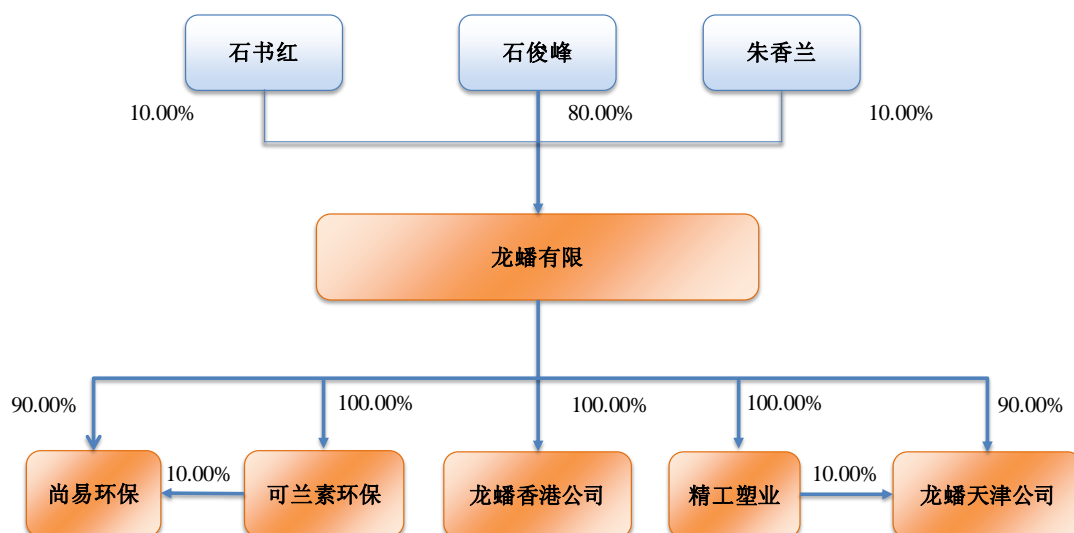 石书红
石俊峰
朱香兰
10.00%
80.00%
10.00%
龙蟠有限
90.00%
100.00%
100.00%
100.00%
90.00%
尚易环保
10.00%
可兰素环保
龙蟠香港公司
精工塑业
10.00%
龙蟠天津公司